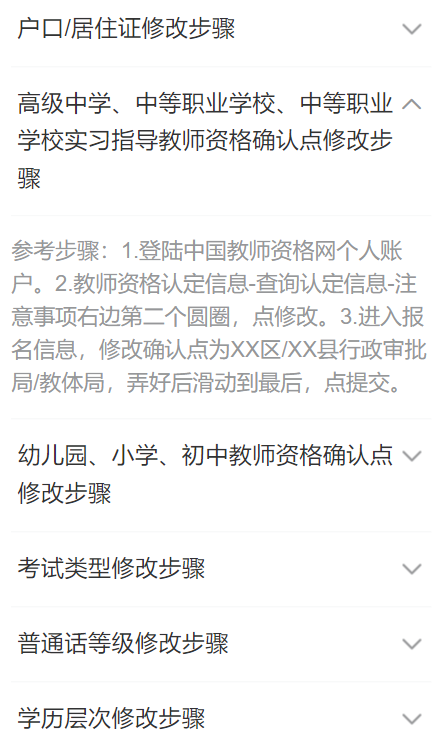 户口/居住证修改步骤
高级中学、中等职业学校、中等职业
学校实习指导教师资格确认点修改步
骤
参考步骤：1.登陆中国教师资格网个人账
户。2.教师资格认定信息-查询认定信息-注
意事项右边第二个圆圈，点修改。3.进入报
名信息，修改确认点为XX区/XX县行政审批
局/教体局，弄好后滑动到最后，点提交。
幼儿园、小学、初中教师资格确认点
修改步骤
考试类型修改步骤
普通话等级修改步骤
学历层次修改步骤